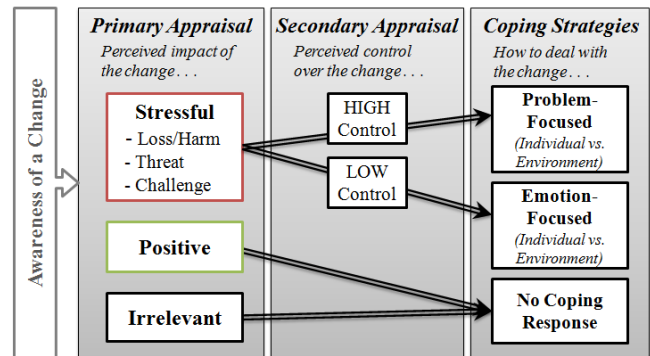 Awareness of a Change
Primary Appraisal
Perceived impact of
the change . . .
Stressful
- Loss/Harm
- Threat
- Challenge
Positive
Irrelevant
Secondary Appraisal
Perceived control
over the change . . .
HIGH
Control
LOW
Control
Coping Strategies
How to deal with
the change . . .
Problem-
Focused
(Individual vs.
Environment)
Emotion-
Focused
(Individual vs.
Environment)
No Coping
Response